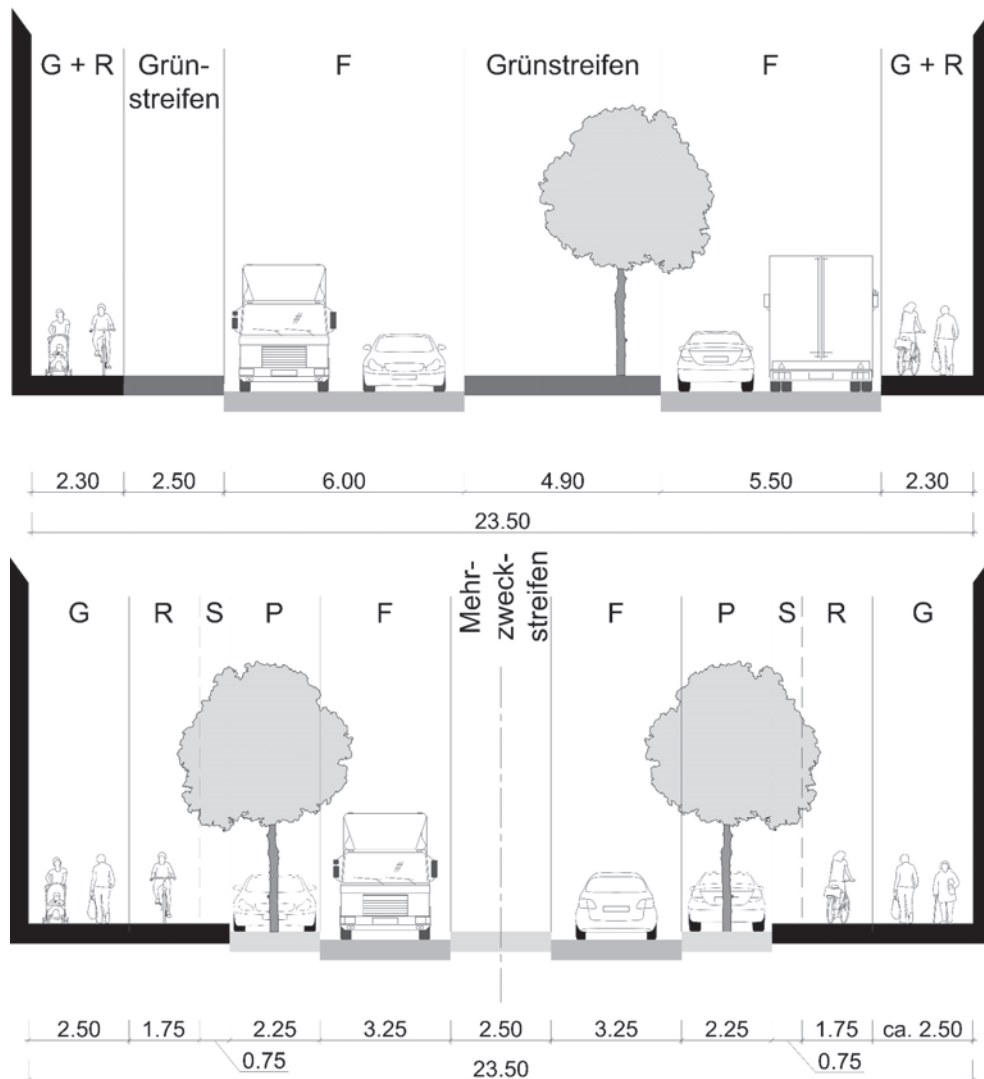 G + R Grün- F Grünstreifen F G + R
streifen
2.30 2.50 6.00 4.90 5.50 2.30
23.50
Mehr-
zweck-
streifen
G R S P F F P S R G
2.50 1.75 2.25 3.25 2.50 3.25 2.25 1.75 ca. 2.50
0.75 0.75
23.50